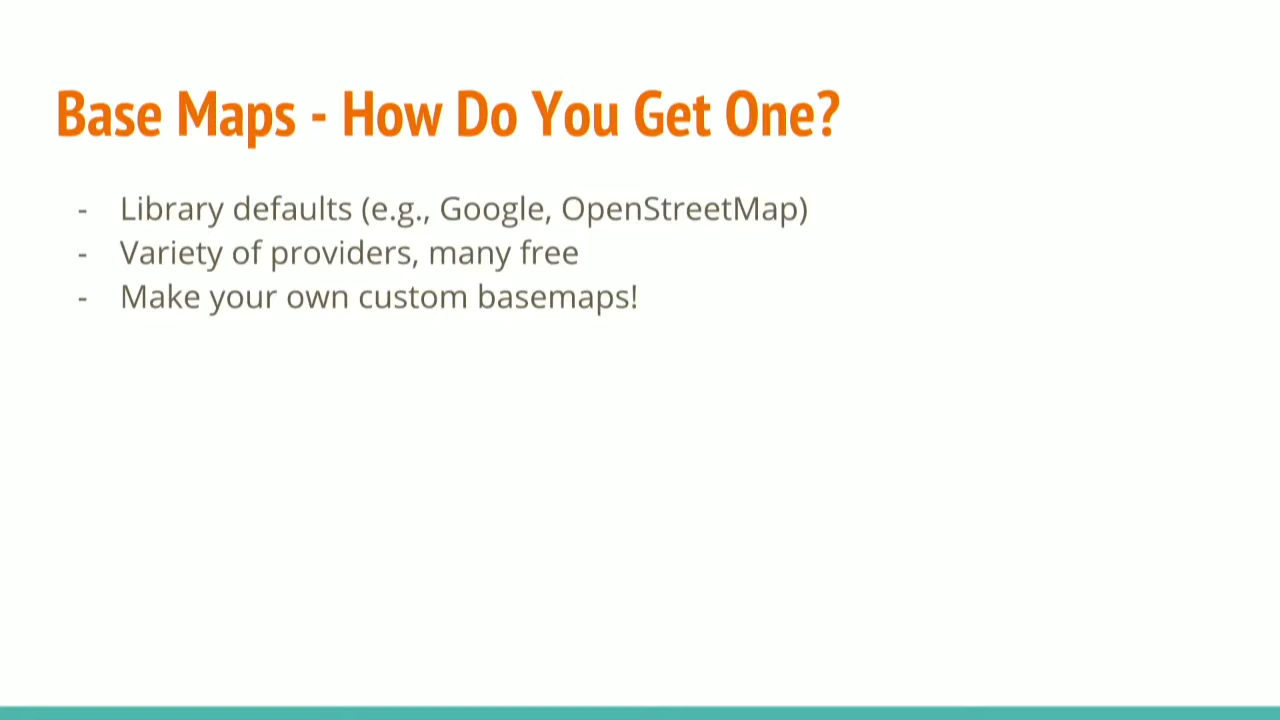 Base Maps - How Do You Get One?
- Library defaults (e.g., Google, OpenStreetMap)
- Variety of providers, many free
- Make your own custom basemaps!